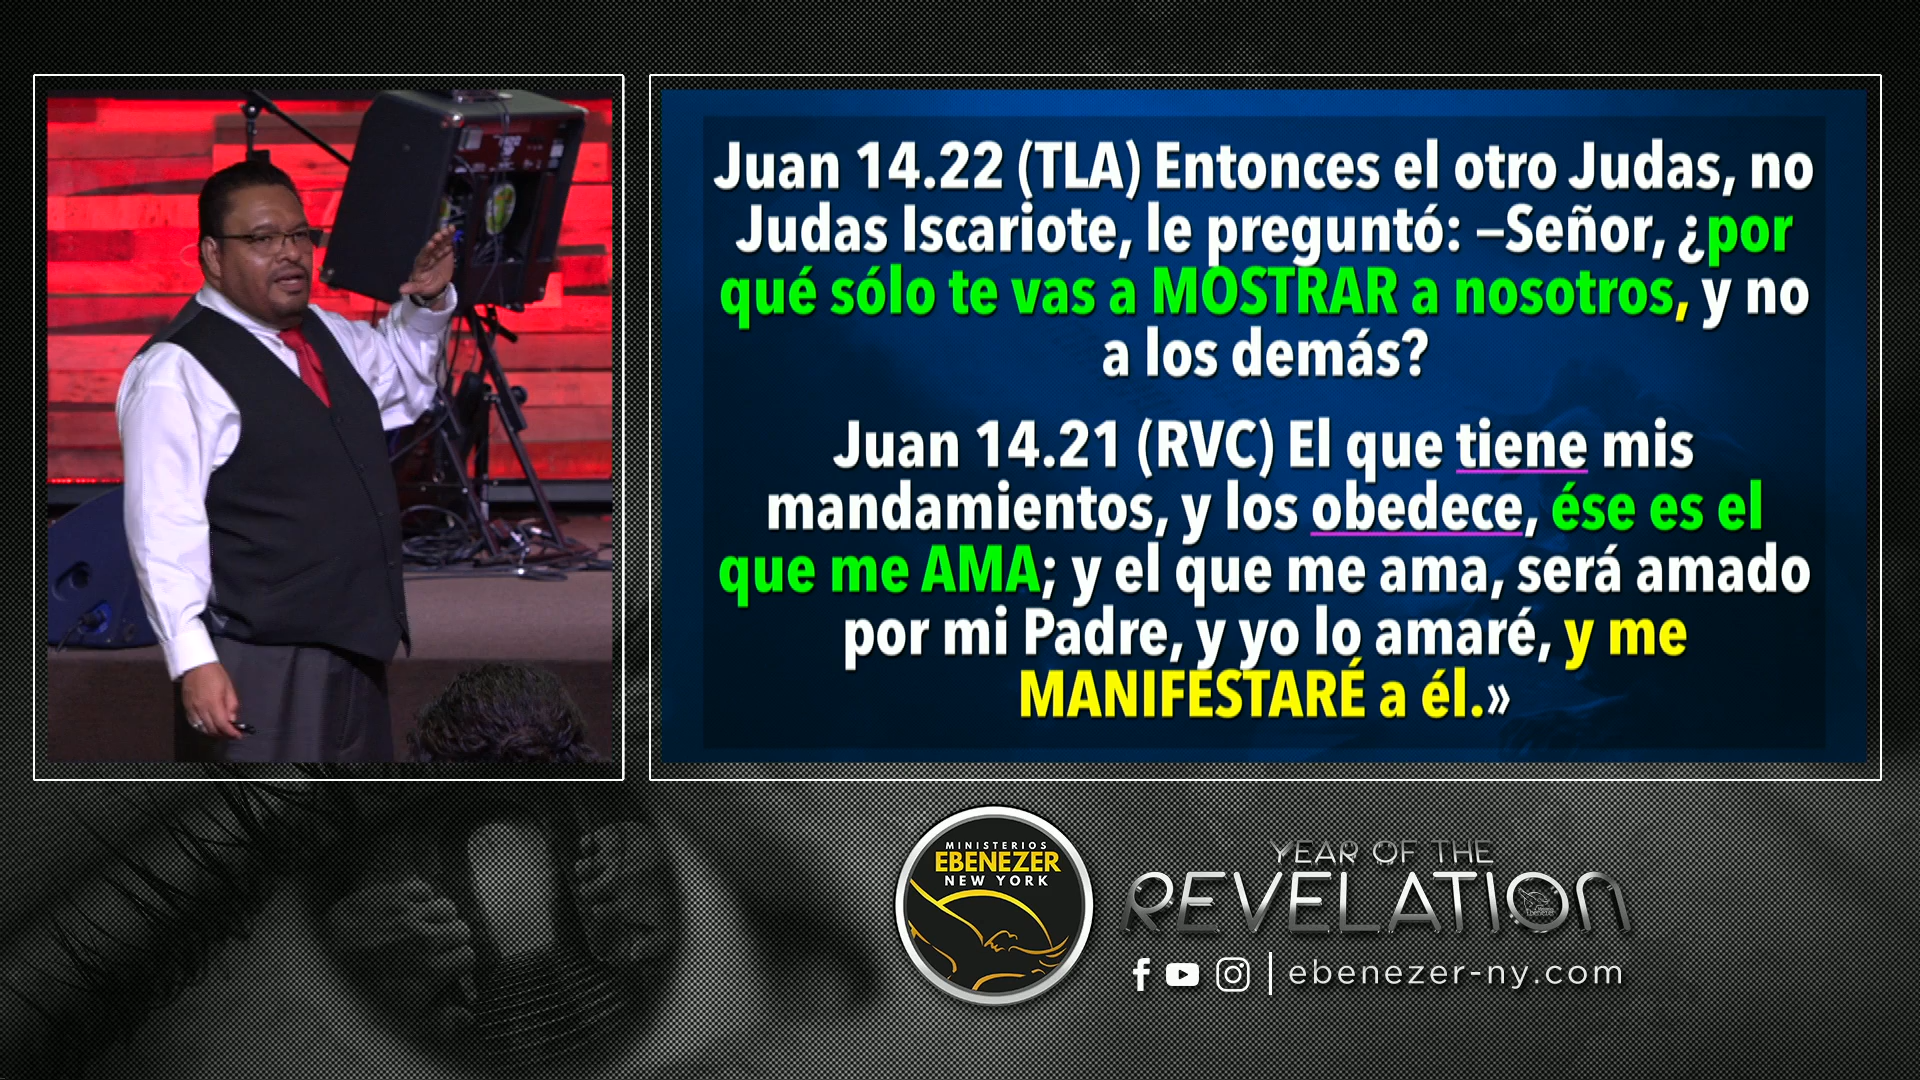 Juan 14.22 (TLA) Entonces el otro Judas, no
Judas Iscariote, le preguntó: –Señor, ¿por
qué sólo te vas a MOSTRAR a nosotros, y no
a los demás?
Juan 14.21 (RVC) El que tiene mis
mandamientos, y los obedece, ése es el
que me AMA; y el que me ama, será amado
por mi Padre, y yo lo amaré, y me
MANIFESTARÉ a él.»
MINISTERIOS
EBENEZER
NEW YORK
YEAR OF THE
REVELATION
ebenezer-ny.com